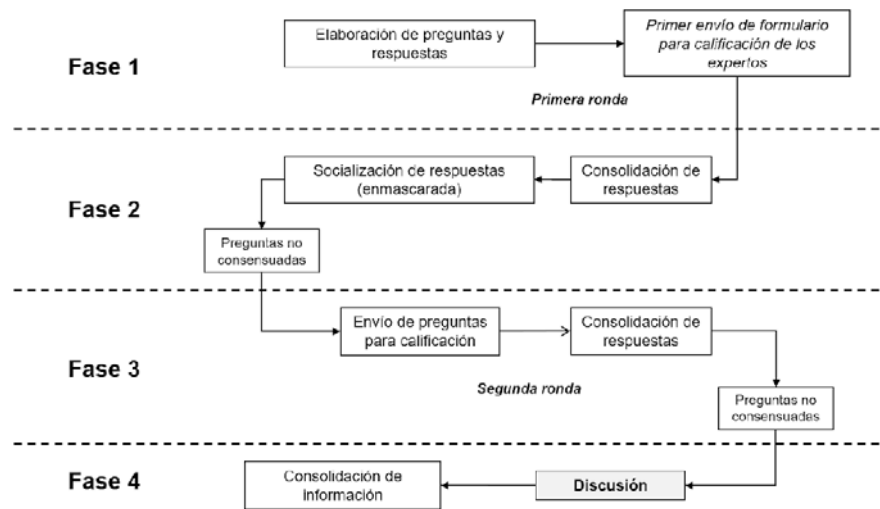 Fase 1
Elaboración de preguntas y
respuestas
Primer envío de formulario
para calificación de los
expertos
Primera ronda
Fase 2
Socialización de respuestas
(enmascarada)
Consolidación de
respuestas
Preguntas no
consensuadas
Fase 3
Envío de preguntas
para calificación
Consolidación de
respuestas
Segunda ronda
Preguntas no
consensuadas
Fase 4
Consolidación de
información
Discusión